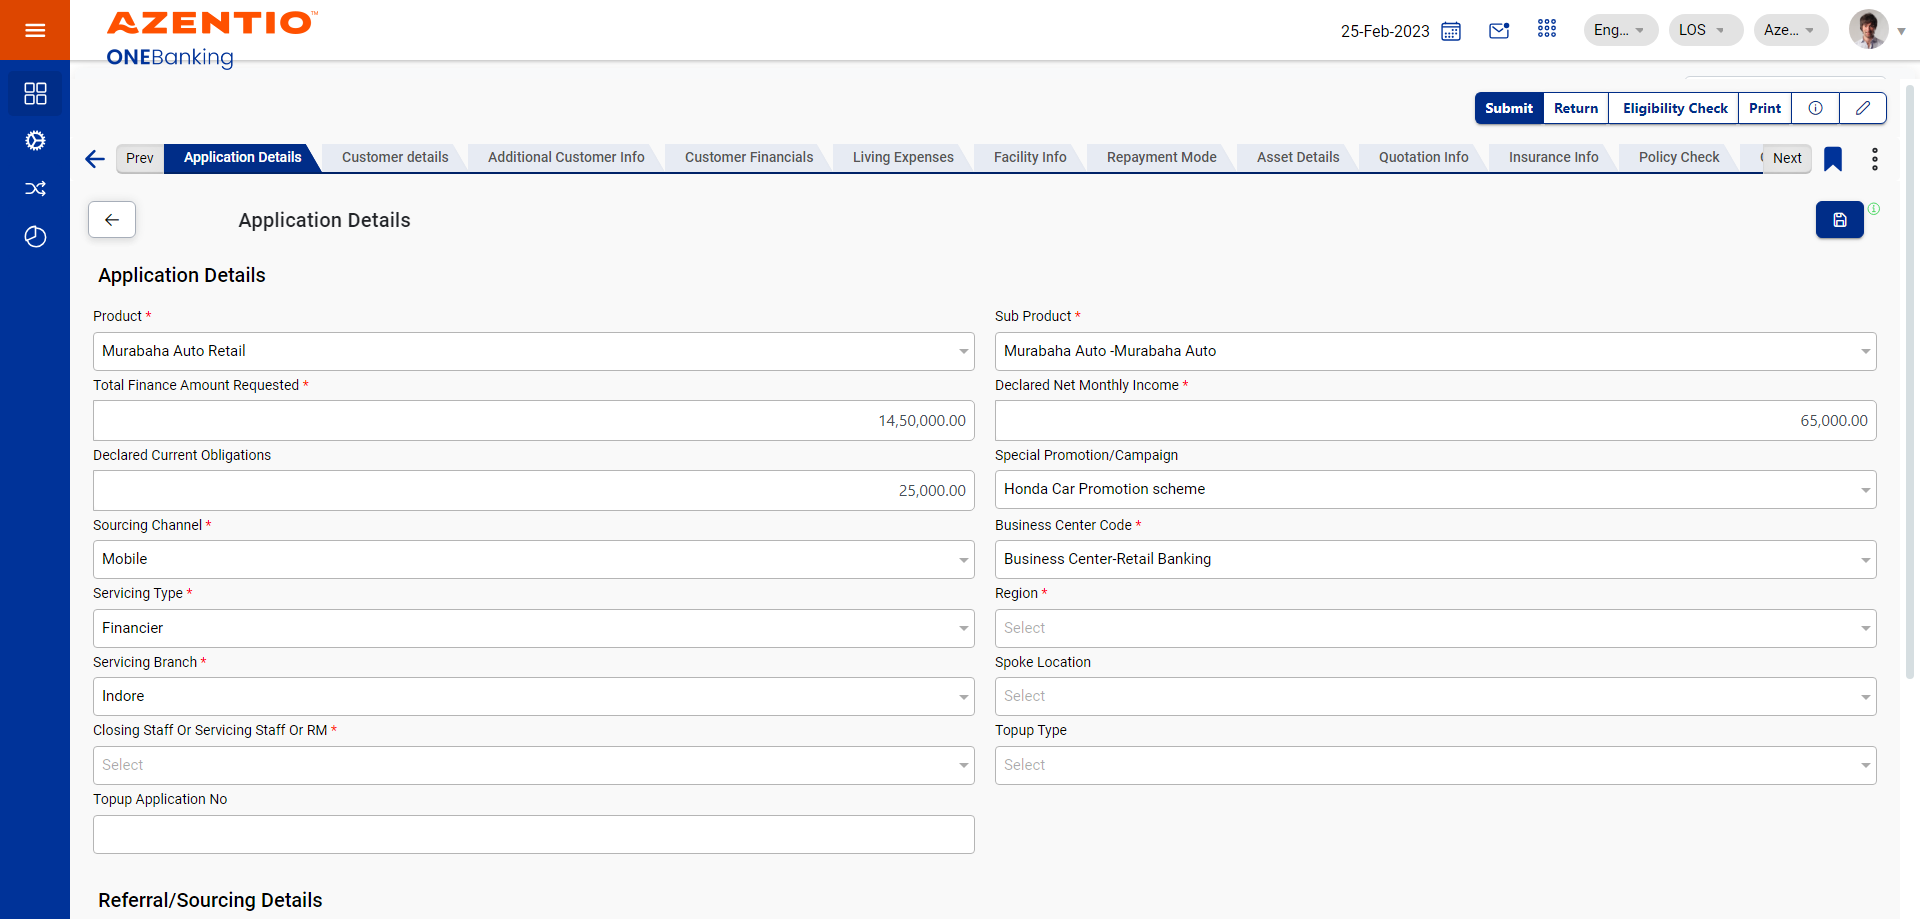 AZENTIO™
ONEBanking
25-Feb-2023
Eng...
LOS
Aze...
Submit
Return
Eligibility Check
Print
Prev
Application Details
Customer details
Additional Customer Info
Customer Financials
Living Expenses
Facility Info
Repayment Mode
Asset Details
Quotation Info
Insurance Info
Policy Check
Next
Application Details
Application Details
Product *
Sub Product *
Murabaha Auto Retail
Murabaha Auto -Murabaha Auto
Total Finance Amount Requested *
Declared Net Monthly Income *
14,50,000.00
65,000.00
Declared Current Obligations
Special Promotion/Campaign
25,000.00
Honda Car Promotion scheme
Sourcing Channel *
Business Center Code *
Mobile
Business Center-Retail Banking
Servicing Type *
Region *
Financier
Select
Servicing Branch *
Spoke Location
Indore
Select
Closing Staff Or Servicing Staff Or RM *
Topup Type
Select
Select
Topup Application No
Referral/Sourcing Details